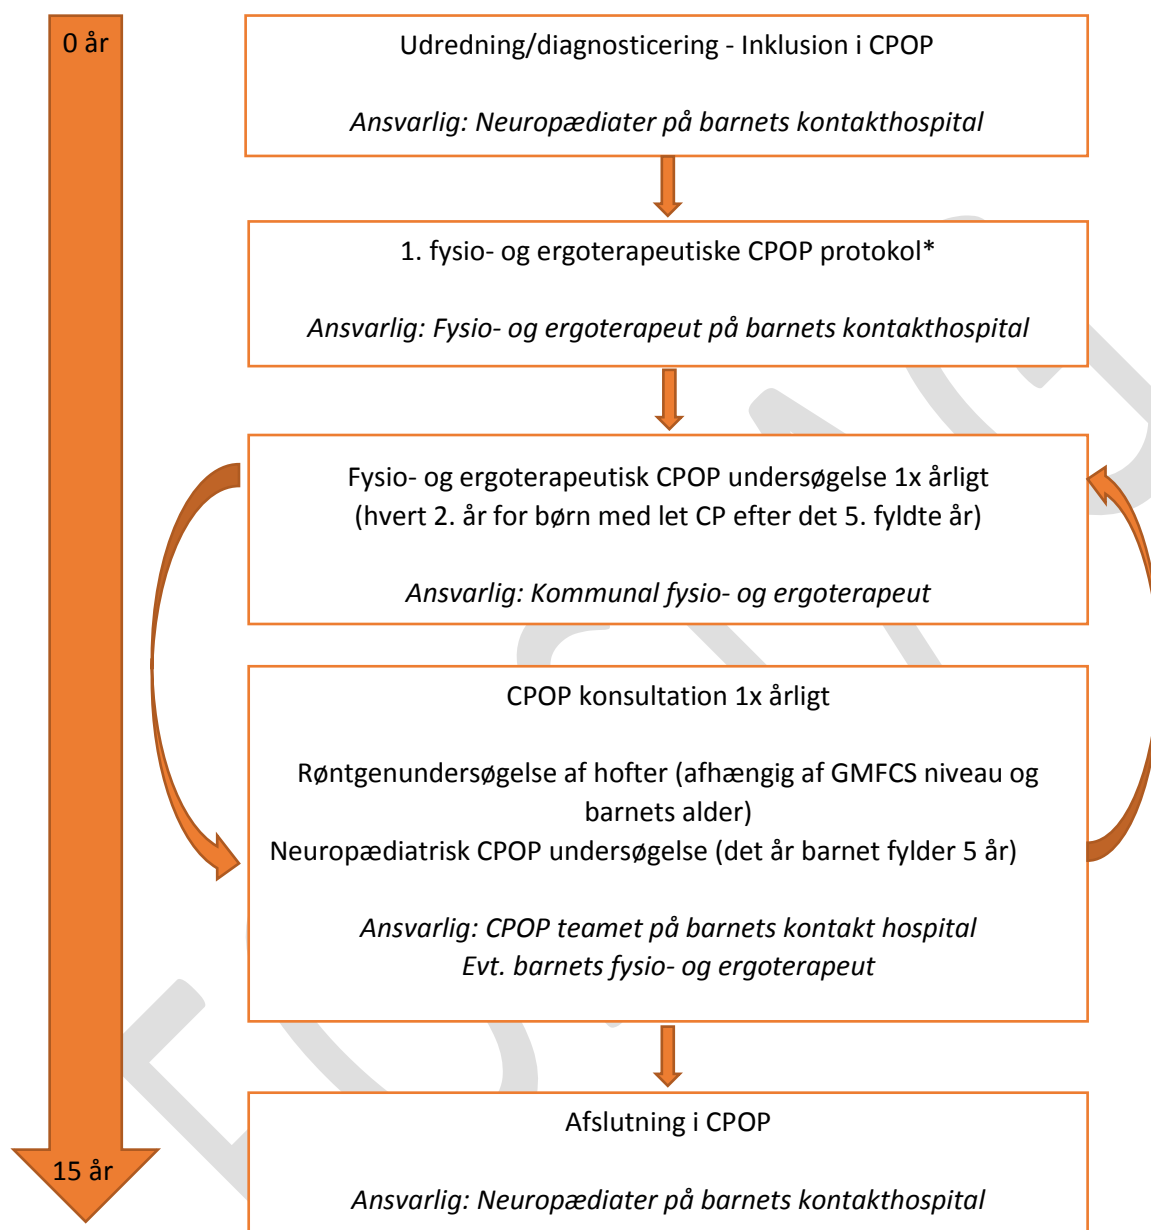 0 år
Udredning/diagnosticering - Inklusion i CPOP
Ansvarlig: Neuropædiater på barnets kontakthospital
1. fysio- og ergoterapeutiske CPOP protokol*
Ansvarlig: Fysio- og ergoterapeut på barnets kontakthospital
Fysio- og ergoterapeutisk CPOP undersøgelse 1x årligt
(hvert 2. år for børn med let CP efter det 5. fyldte år)
Ansvarlig: Kommunal fysio- og ergoterapeut
CPOP konsultation 1x årligt
Røntgenundersøgelse af hofter (afhængig af GMFCS niveau og
barnets alder)
Neuropædiatrisk CPOP undersøgelse (det år barnet fylder 5 år)
Ansvarlig: CPOP teamet på barnets kontakt hospital
Evt. barnets fysio- og ergoterapeut
Afslutning i CPOP
15 år
Ansvarlig: Neuropædiater på barnets kontakthospital